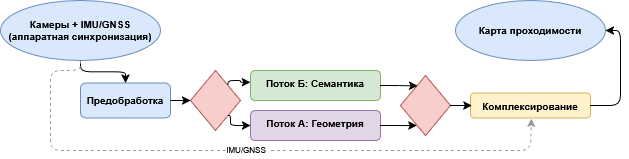 Камеры + IMU/GNSS
(аппаратная синхронизация)
Карта проходимости
Поток Б: Семантика
Предобработка
Комплексирование
Поток А: Геометрия
IMU/GNSS